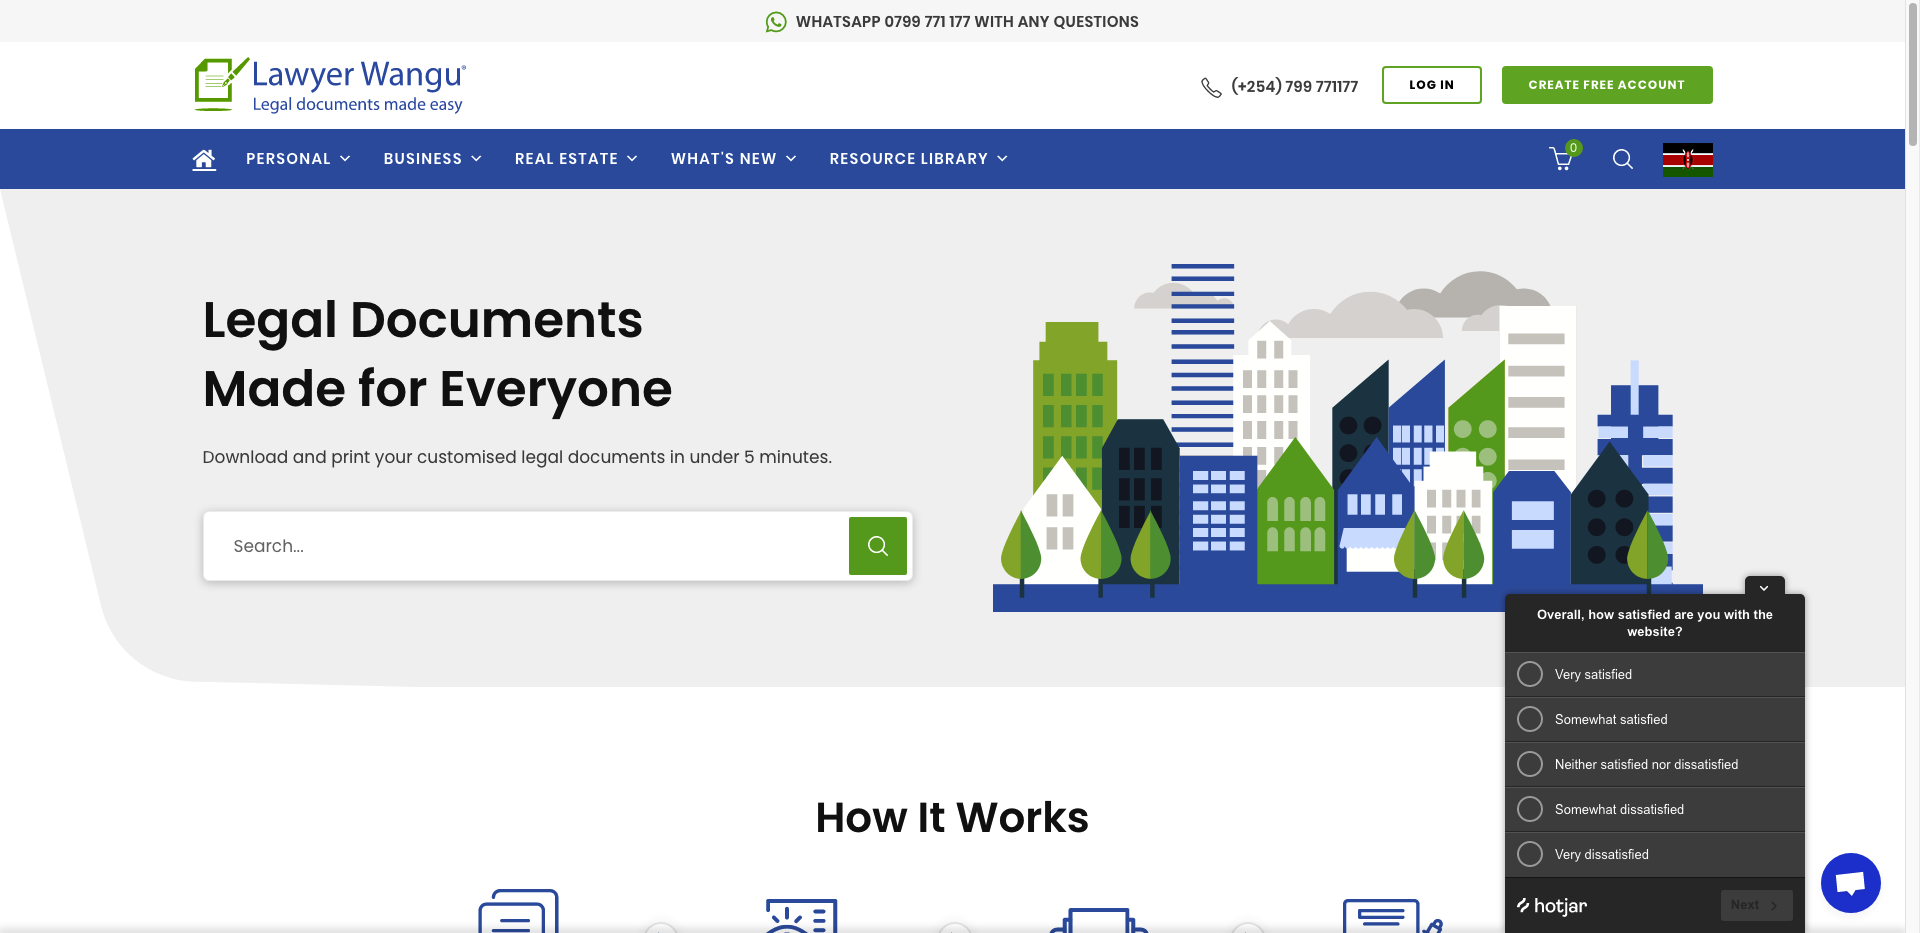 WHATSAPP 0799 771 177 WITH ANY QUESTIONS
Lawyer Wangu®
Legal documents made easy
(+254) 799 771177
LOG IN
CREATE FREE ACCOUNT
PERSONAL
BUSINESS
REAL ESTATE
WHAT'S NEW
RESOURCE LIBRARY
0
Legal Documents
Made for Everyone
Download and print your customised legal documents in under 5 minutes.
Search...
Overall, how satisfied are you with the
website?
Very satisfied
Somewhat satisfied
Neither satisfied nor dissatisfied
Somewhat dissatisfied
Very dissatisfied
hotjar
Next
How It Works